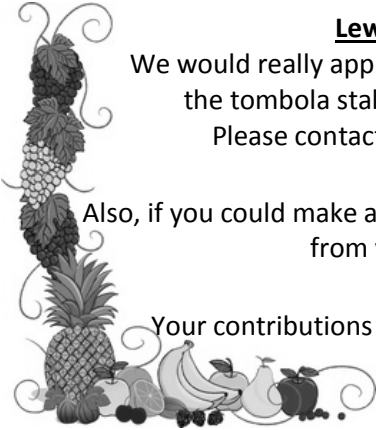 Lew
We would really app
the tombola stal
Please contact
Also, if you could make a
from
Your contributions